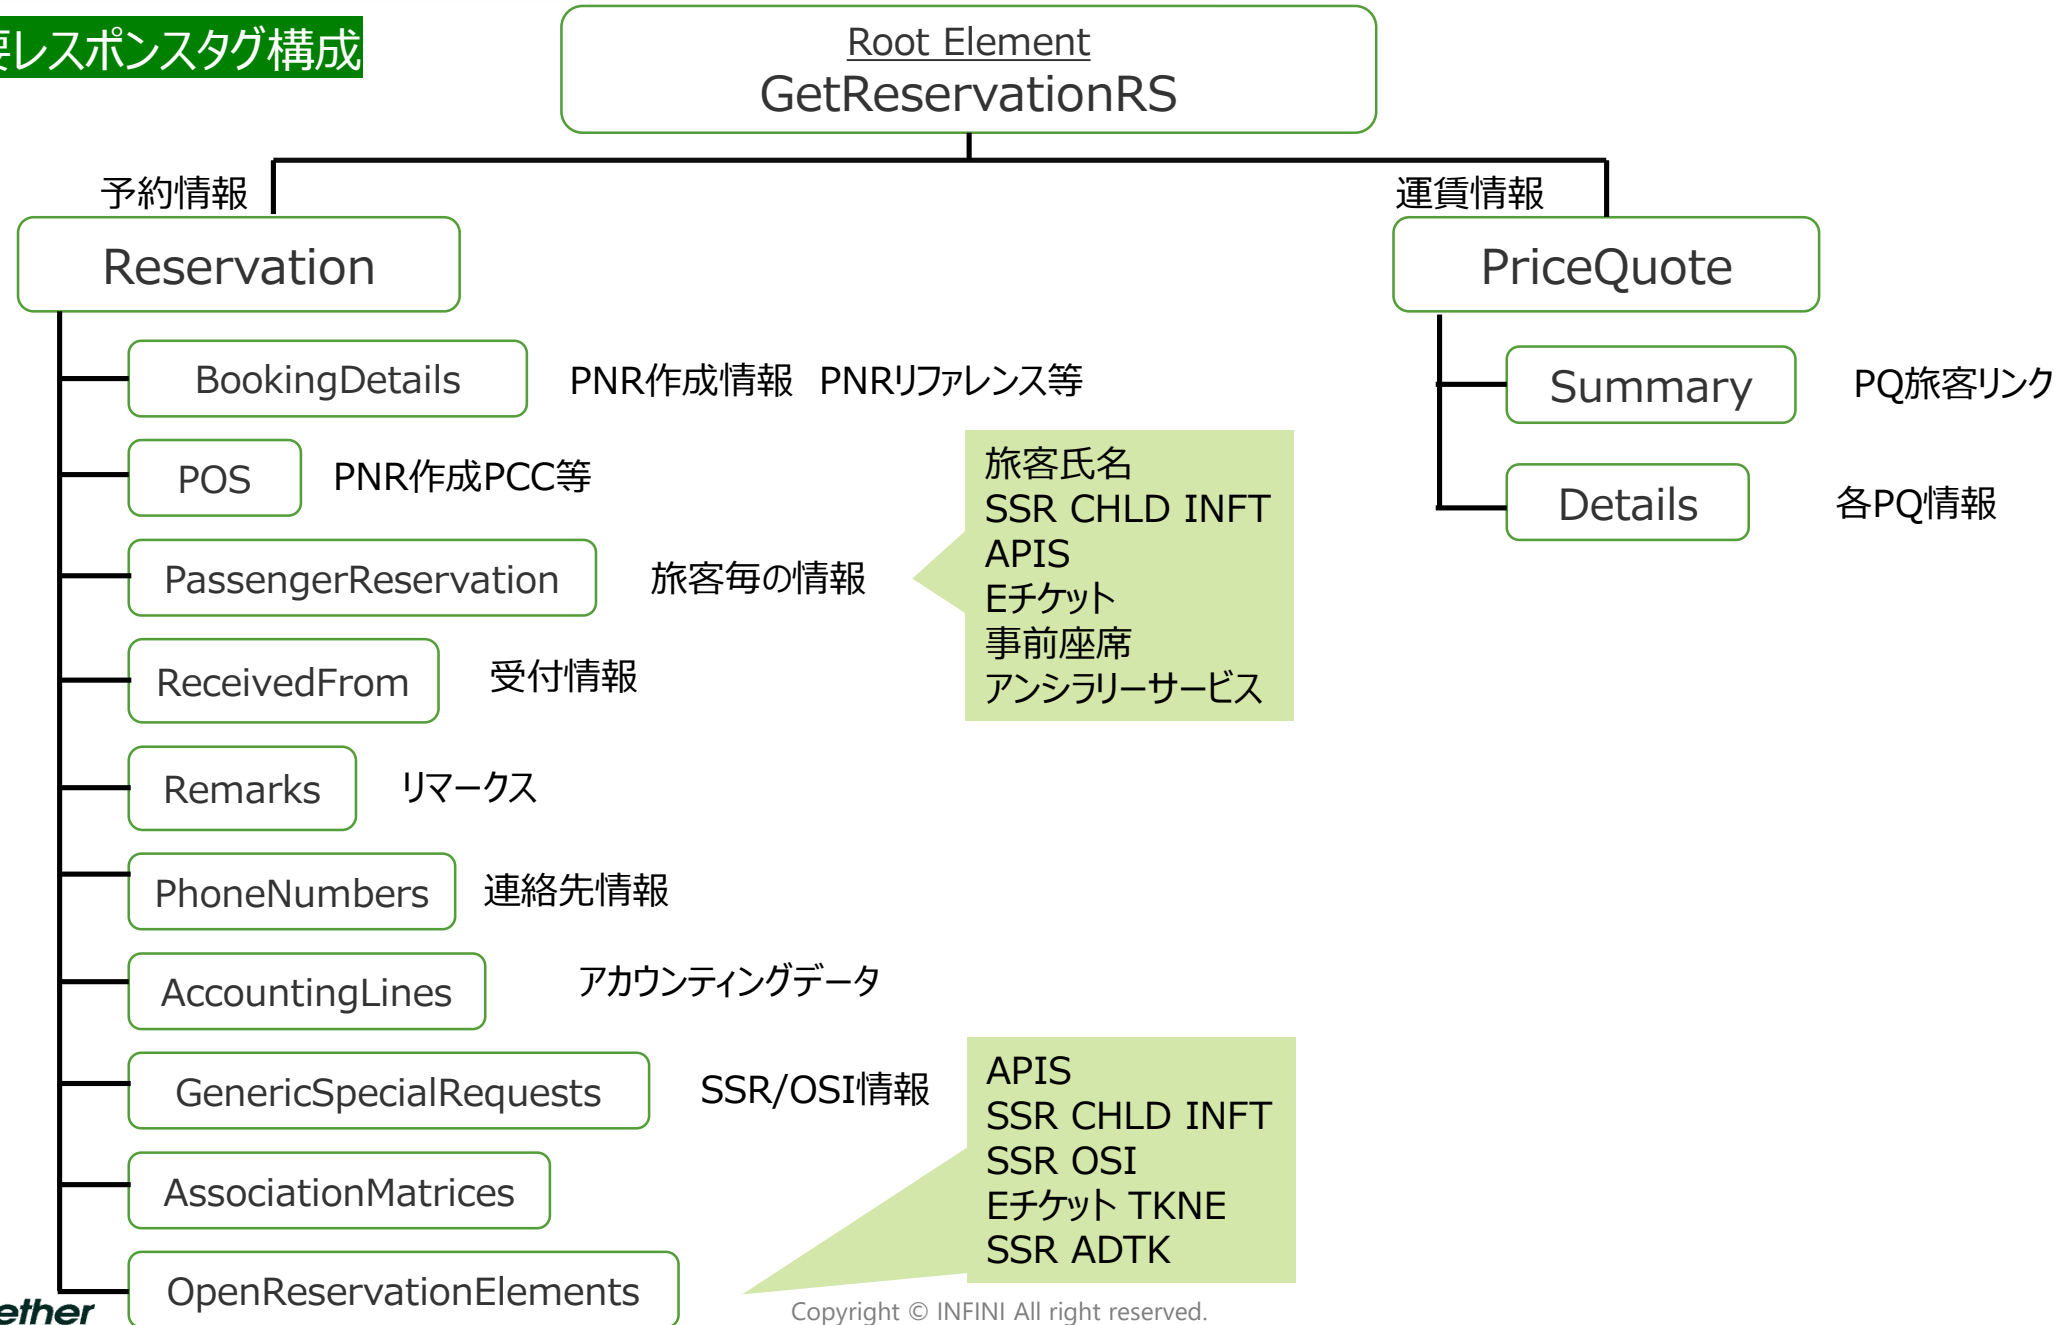 レスポンスタグ構成
Root Element
GetReservationRS
予約情報
運賃情報
Reservation
PriceQuote
BookingDetails
PNR作成情報 PNRリファレンス等
Summary
PQ旅客リンク
POS
PNR作成PCC等
Details
各PQ情報
旅客氏名
SSR CHLD INFT
APIS
Eチケット
事前座席
アンシラリーサービス
PassengerReservation
旅客毎の情報
ReceivedFrom
受付情報
Remarks
リマークス
PhoneNumbers
連絡先情報
AccountingLines
アカウンティングデータ
GenericSpecialRequests
SSR/OSI情報
APIS
SSR CHLD INFT
SSR OSI
Eチケット TKNE
SSR ADTK
AssociationMatrices
OpenReservationElements
ether
Copyright © INFINI All right reserved.